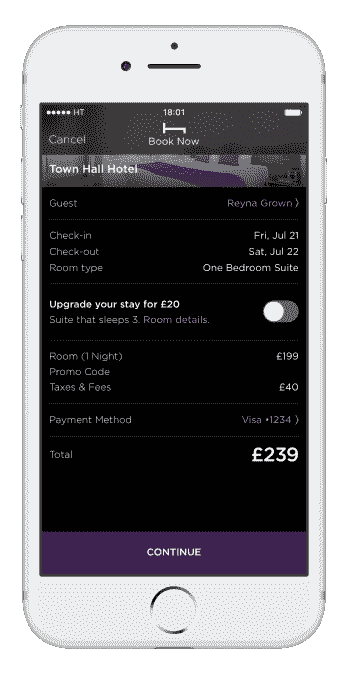 HT 18:01
Cancel
Book Now
Town Hall Hotel
Guest Reyna Grown
Check-in Fri, Jul 21
Check-out Sat, Jul 22
Room type One Bedroom Suite
Upgrade your stay for £20
Suite that sleeps 3. Room details.
Room (1 Night) £199
Promo Code
Taxes & Fees £40
Payment Method Visa •1234
Total £239
CONTINUE